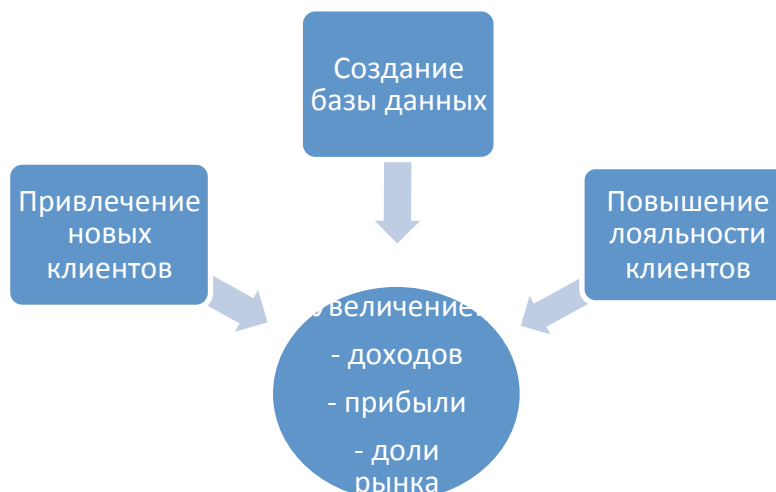 Создание
базы данных
Привлечение
новых
клиентов
Повышение
лояльности
клиентов
Увеличение:
- доходов
- прибыли
- доли
рынка